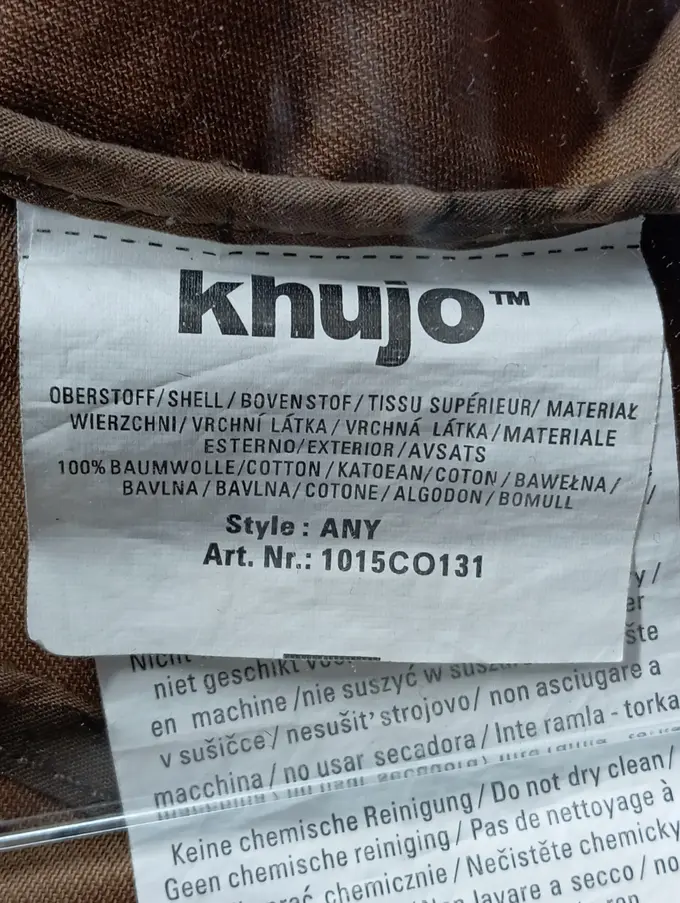 khujo™
OBERSTOFF/SHELL/BOVENSTOF/TISSU SUPÉRIEUR/ MATERIAŁ
WIERZCHNI/VRCHNÍ LÁTKA/VRCHNÁ LÁTKA/MATERIALE
ESTERNO/EXTERIOR/AVSATS
100% BAUMWOLLE/COTTON/KATOEAN/COTON/BAWEŁNA/
BAVLNA/BAVLNA/COTONE/ALGODON/BOMULL
Style: ANY
Art. Nr.: 1015CO131
niet geschikt
en machine /nie suszyć w
v sušičce/ nesušit' strojovo/ non asciugare a
macchina/ no usar secadora/ Inte ramla - torka
Keine chemische Reinigung/ Do not dry clean/
Geen chemische reiniging/ Pas de nettoyage à
chemicznie/ Nečistěte chemicky
lavare a secco/ no